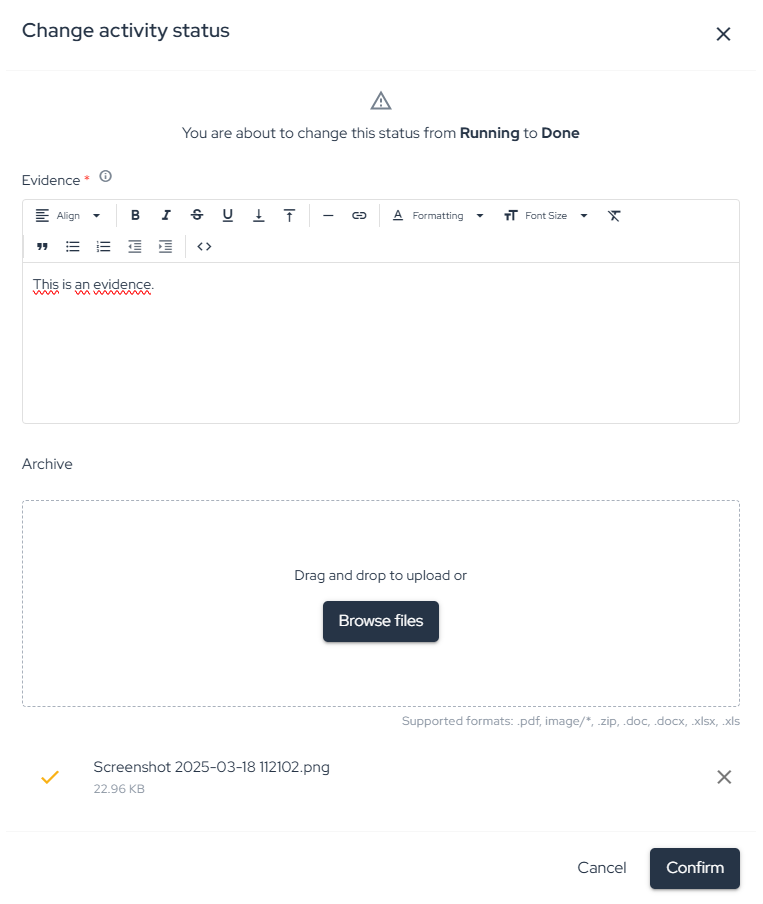 Change activity status
You are about to change this status from Running to Done
Evidence *
Align
Formatting
Font Size
This is an evidence.
Archive
Drag and drop to upload or
Browse files
Supported formats: .pdf, image/*, .zip, .doc, .docx, .xlsx, .xls
Screenshot 2025-03-18 112102.png
22.96 KB
Cancel Confirm